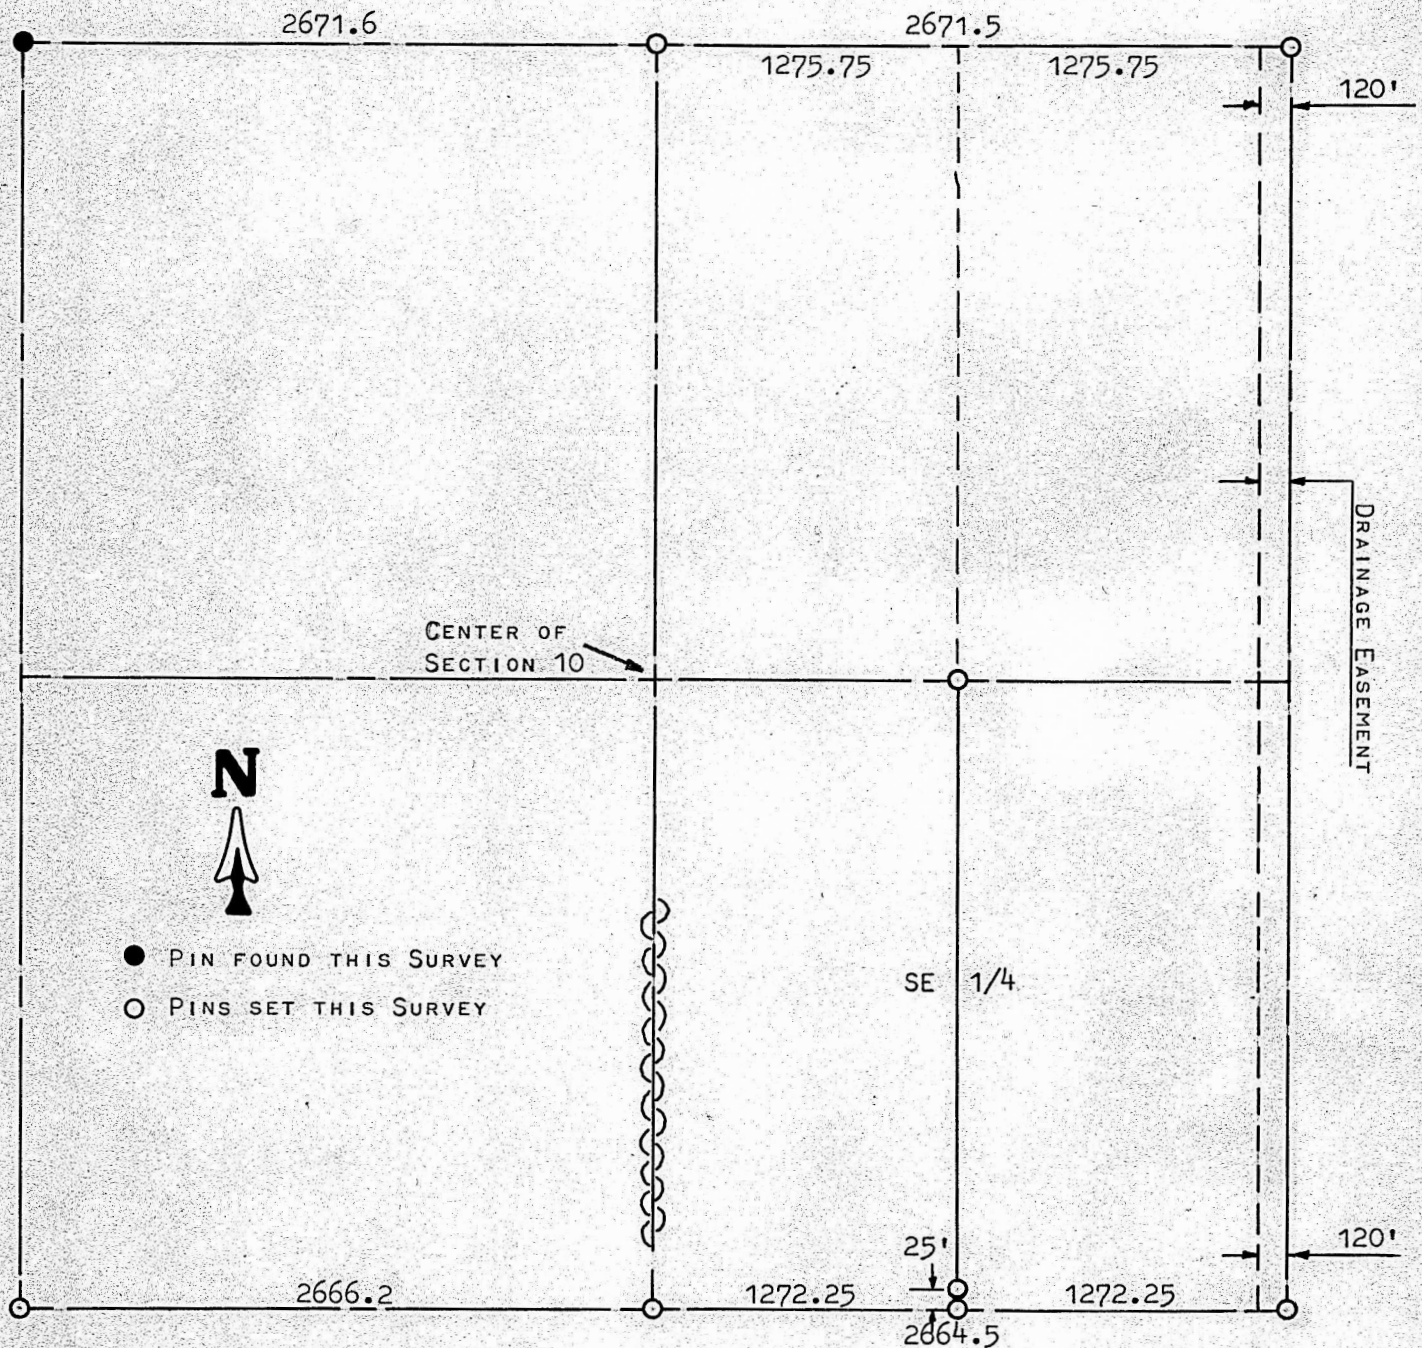 2671.6
2671.5
1275.75
1275.75
120'
CENTER OF
SECTION 10
DRAINAGE EASEMENT
N
PIN FOUND THIS SURVEY
PINS SET THIS SURVEY
SE 1/4
25'
120'
2666.2
1272.25
1272.25
2664.5